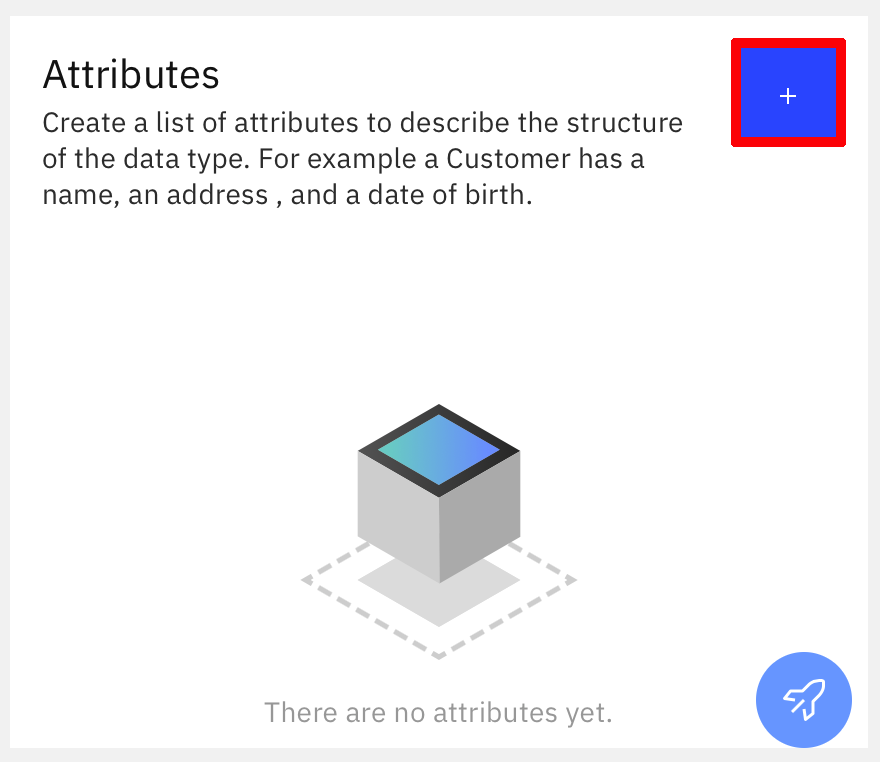 Attributes
Create a list of attributes to describe the structure
of the data type. For example a Customer has a
name, an address , and a date of birth.
+
There are no attributes yet.